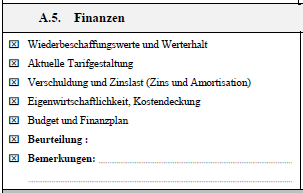 A.5. Finanzen
☒ Wiederbeschaffungswerte und Werterhalt
☒ Aktuelle Tarifgestaltung
☒ Verschuldung und Zinslast (Zins und Amortisation)
☒ Eigenwirtschaftlichkeit, Kostendeckung
☒ Budget und Finanzplan
☒ Beurteilung :
☒ Bemerkungen: